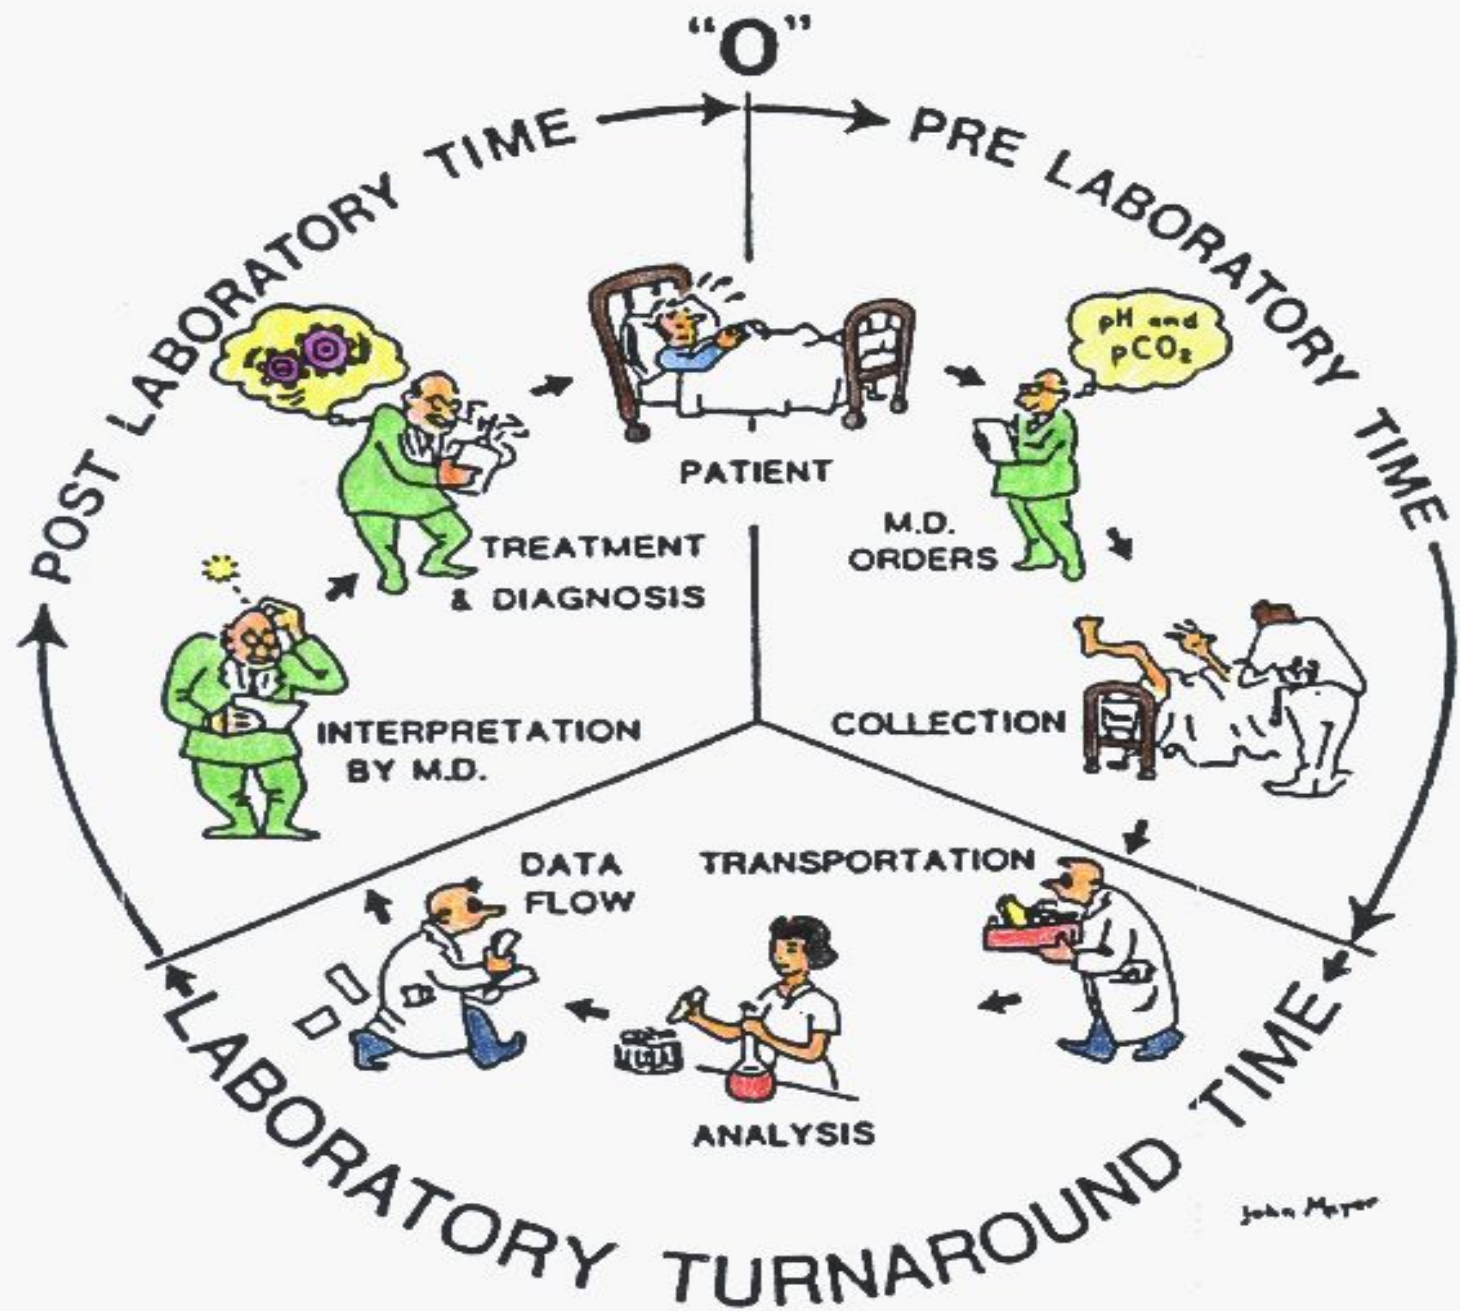 “O”
PRE LABORATORY TIME
POST LABORATORY TIME
pH and
pCO₂
PATIENT
M.D.
ORDERS
TREATMENT
& DIAGNOSIS
COLLECTION
INTERPRETATION
BY M.D.
DATA
FLOW
TRANSPORTATION
ANALYSIS
LABORATORY TURNAROUND TIME
John